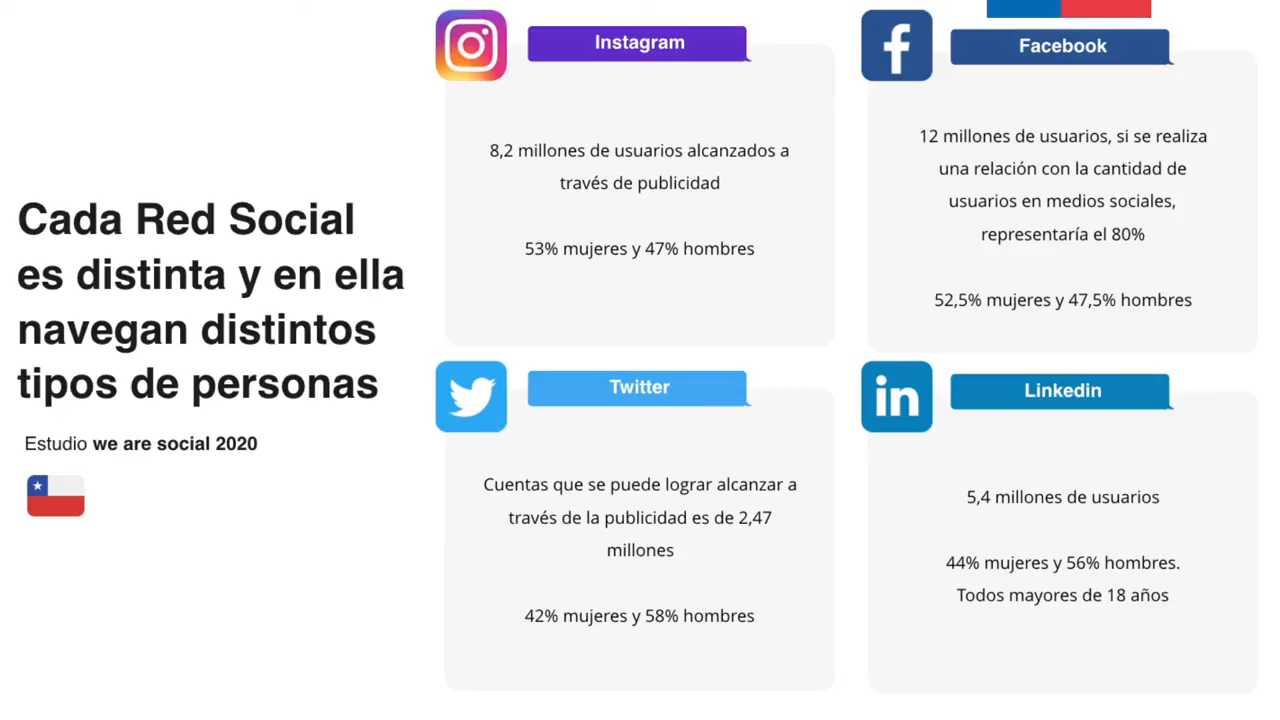 Cada Red Social
es distinta y en ella
navegan distintos
tipos de personas
Estudio we are social 2020
Instagram
8,2 millones de usuarios alcanzados a
través de publicidad
53% mujeres y 47% hombres
Facebook
12 millones de usuarios, si se realiza
una relación con la cantidad de
usuarios en medios sociales,
representaría el 80%
52,5% mujeres y 47,5% hombres
Twitter
Cuentas que se puede lograr alcanzar a
través de la publicidad es de 2,47
millones
42% mujeres y 58% hombres
in
Linkedin
5,4 millones de usuarios
44% mujeres y 56% hombres.
Todos mayores de 18 años